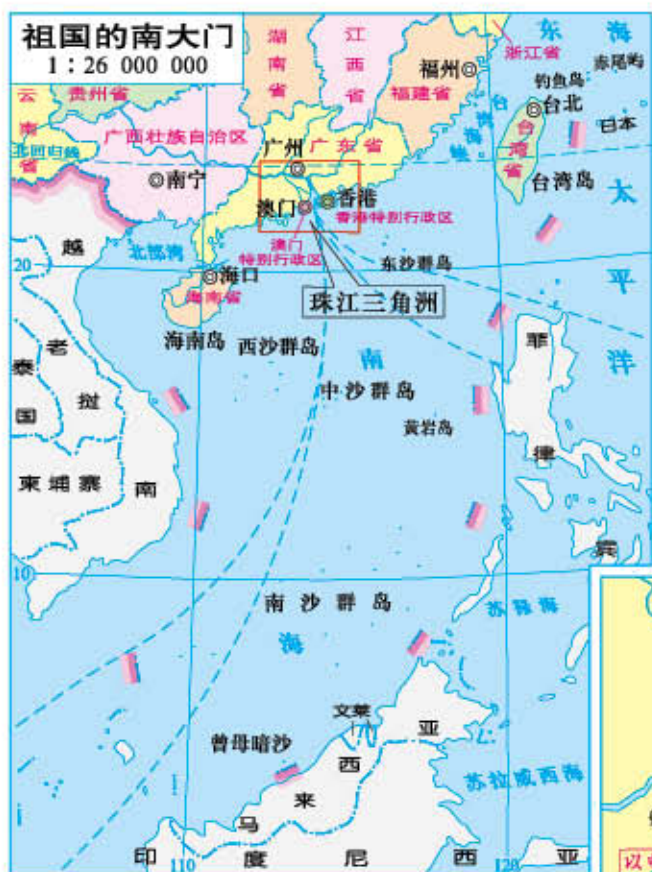 祖国的南大门
1：26 000 000
湖南省
江西省
福州
浙江省
东海
赤尾屿
钓鱼岛
台北
日本
云南省
贵州省
福建省
广西壮族自治区
广东省
台湾海峡
台湾省
北回归线
广州
南宁
澳门
香港
香港特别行政区
台湾岛
太平洋
越南
北部湾
澳门
特别行政区
20
海口
海南省
东沙群岛
珠江三角洲
海南岛
西沙群岛
南海
菲律宾
老挝
泰国
中沙群岛
黄岩岛
柬埔寨
10
南沙群岛
苏禄海
文莱
曾母暗沙
马来西亚
苏拉威西海
印度尼西亚
110
120